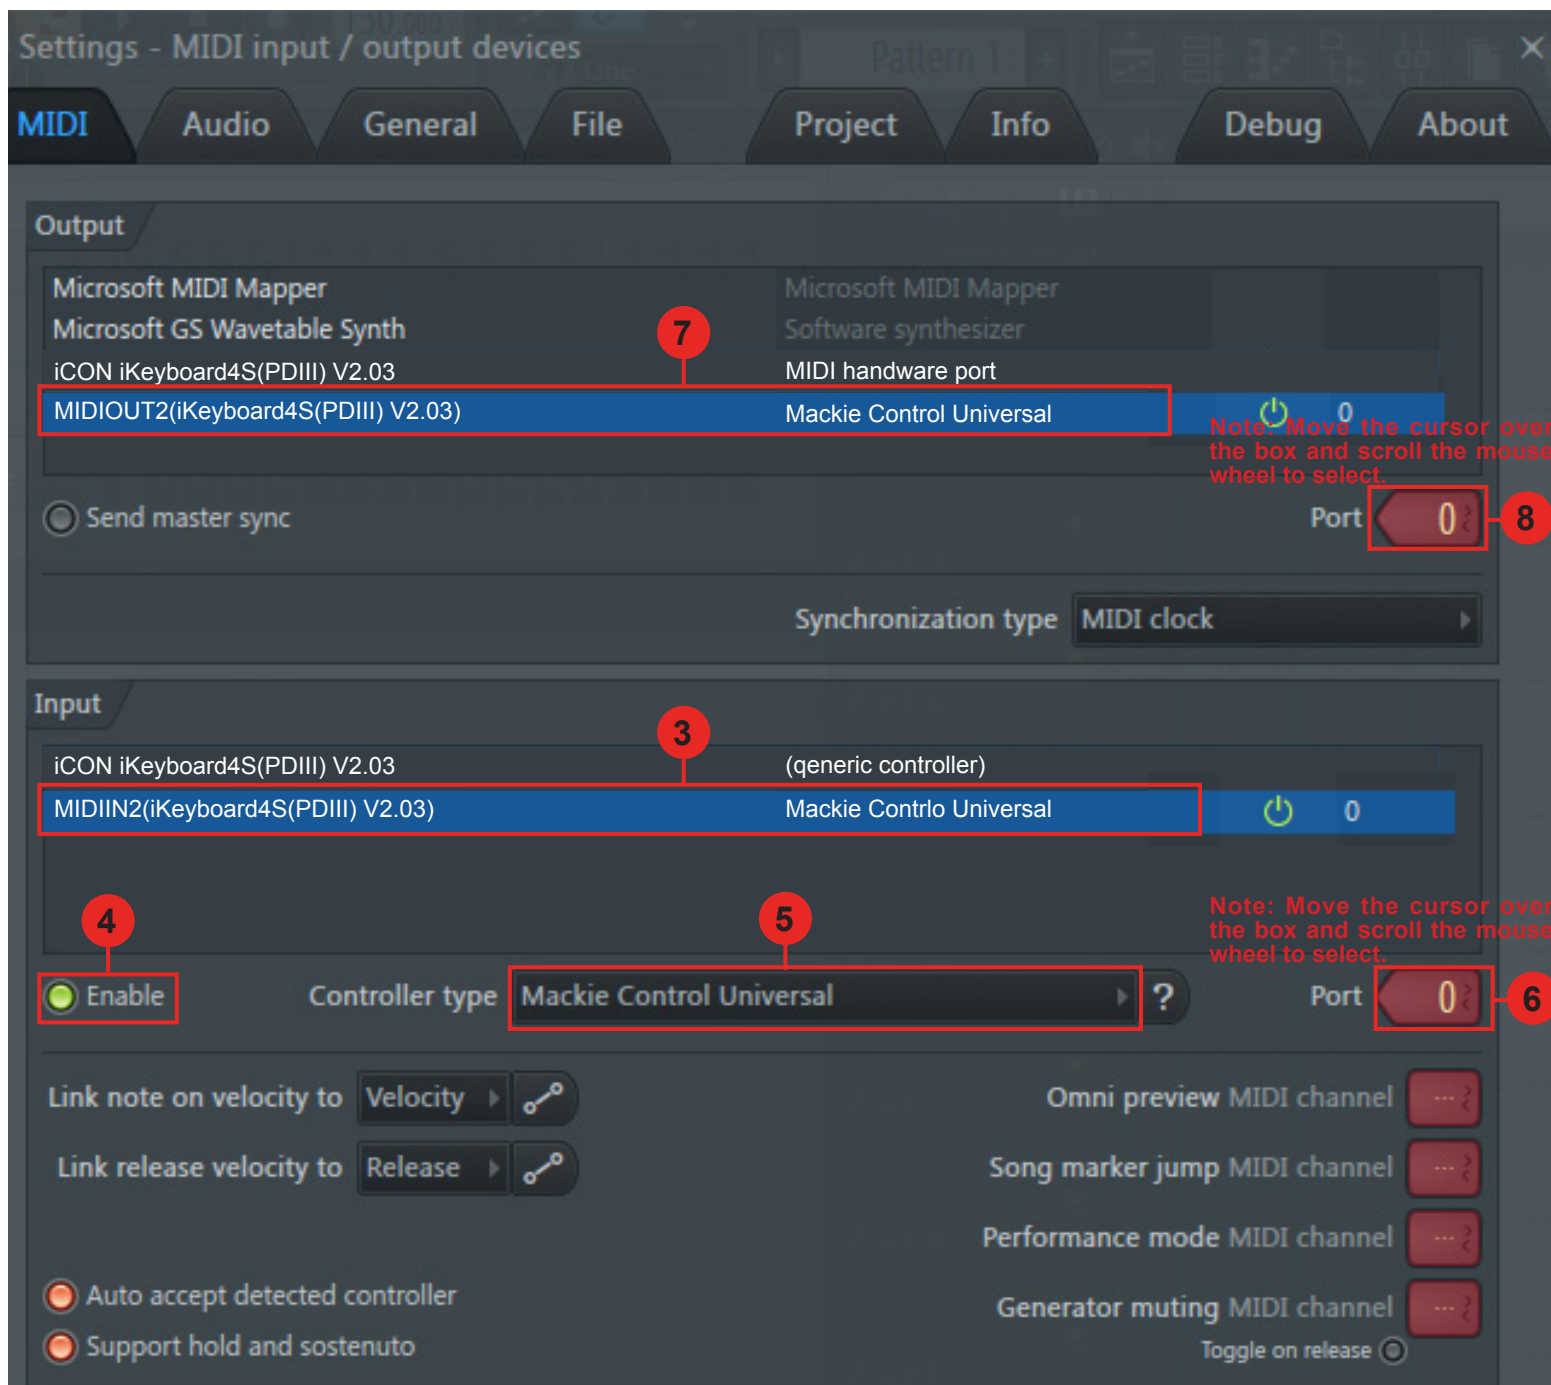 130.000
Settings - MIDI input / output devices
Line
Pattern 1
MIDI Audio General File Project Info Debug About
Output
Microsoft MIDI Mapper Microsoft MIDI Mapper
Microsoft GS Wavetable Synth 7 Software synthesizer
iCON iKeyboard4S(PDIII) V2.03 MIDI hardware port
MIDIOUT2(iKeyboard4S(PDIII) V2.03) Mackie Control Universal 0
Note: Move the cursor over
the box and scroll the mouse
wheel to select.
Send master sync Port 0 8
Synchronization type MIDI clock
Input
3
iCON iKeyboard4S(PDIII) V2.03 (qeneric controller)
MIDIIN2(iKeyboard4S(PDIII) V2.03) Mackie Contrlo Universal 0
4 5
Note: Move the cursor over
the box and scroll the mouse
wheel to select.
Enable Controller type Mackie Control Universal ? Port 0 6
Link note on velocity to Velocity Omni preview MIDI channel ---
Link release velocity to Release Song marker jump MIDI channel ---
Performance mode MIDI channel ---
Auto accept detected controller Generator muting MIDI channel ---
Support hold and sostenuto Toggle on release